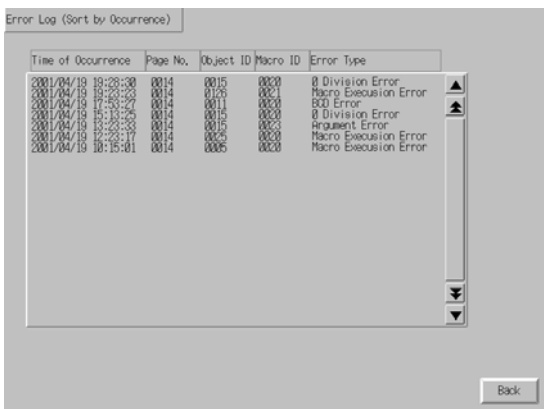 Error Log (Sort by Occurrence)
Time of Occurrence Page No. Object ID Macro ID Error Type
2001/04/19 19:28:30 0014 0015 0020 0 Division Error
2001/04/19 19:23:23 0014 0126 0021 Macro Execusion Error
2001/04/19 17:53:27 0014 0011 0020 BCD Error
2001/04/19 15:13:25 0014 0015 0020 0 Division Error
2001/04/19 13:23:33 0014 0015 0023 Argument Error
2001/04/19 12:23:17 0014 0025 0020 Macro Execusion Error
2001/04/19 10:15:01 0014 0005 0020 Macro Execusion Error
Back